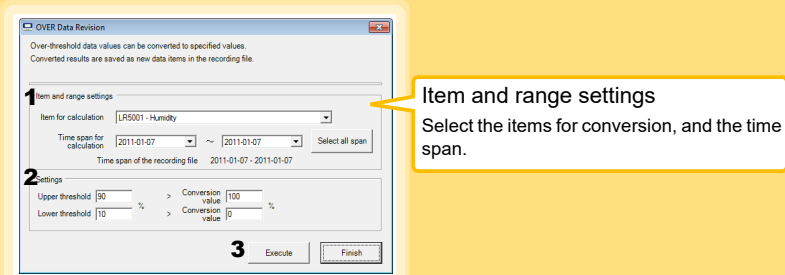 OVER Data Revision
Over-threshold data values can be converted to specified values.
Converted results are saved as new data items in the recording file.
1
Item and range settings
Item for calculation LR5001 - Humidity
Time span for calculation 2011-01-07 ~ 2011-01-07 Select all span
Time span of the recording file 2011-01-07 - 2011-01-07
2
Settings
Upper threshold 90 % > Conversion value 100 %
Lower threshold 10 > Conversion value 0
3 Execute Finish
Item and range settings
Select the items for conversion, and the time
span.